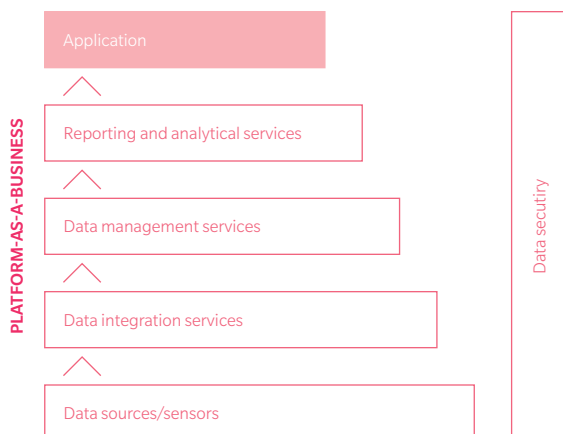 PLATFORM-AS-A-BUSINESS
Application
Reporting and analytical services
Data management services
Data integration services
Data sources/sensors
Data secutiry